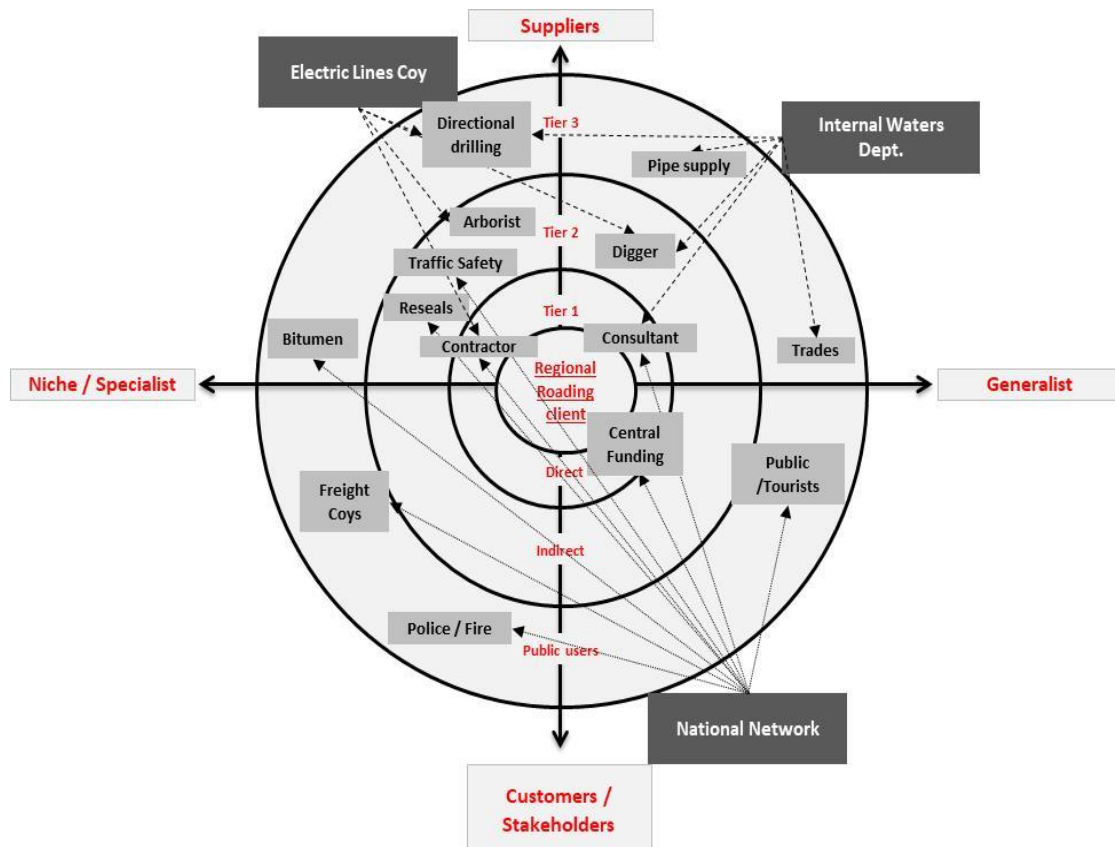 Suppliers
Electric Lines Coy
Directional
drilling
Tier 3
Internal Waters
Dept.
Pipe supply
Arborist
Tier 2
Digger
Traffic Safety
Reseals
Tier 1
Bitumen
Contractor
Consultant
Trades
Niche / Specialist
Regional
Roading
client
Generalist
Central
Funding
Public
/Tourists
Direct
Freight
Coys
Indirect
Police / Fire
Public users
National Network
Customers /
Stakeholders